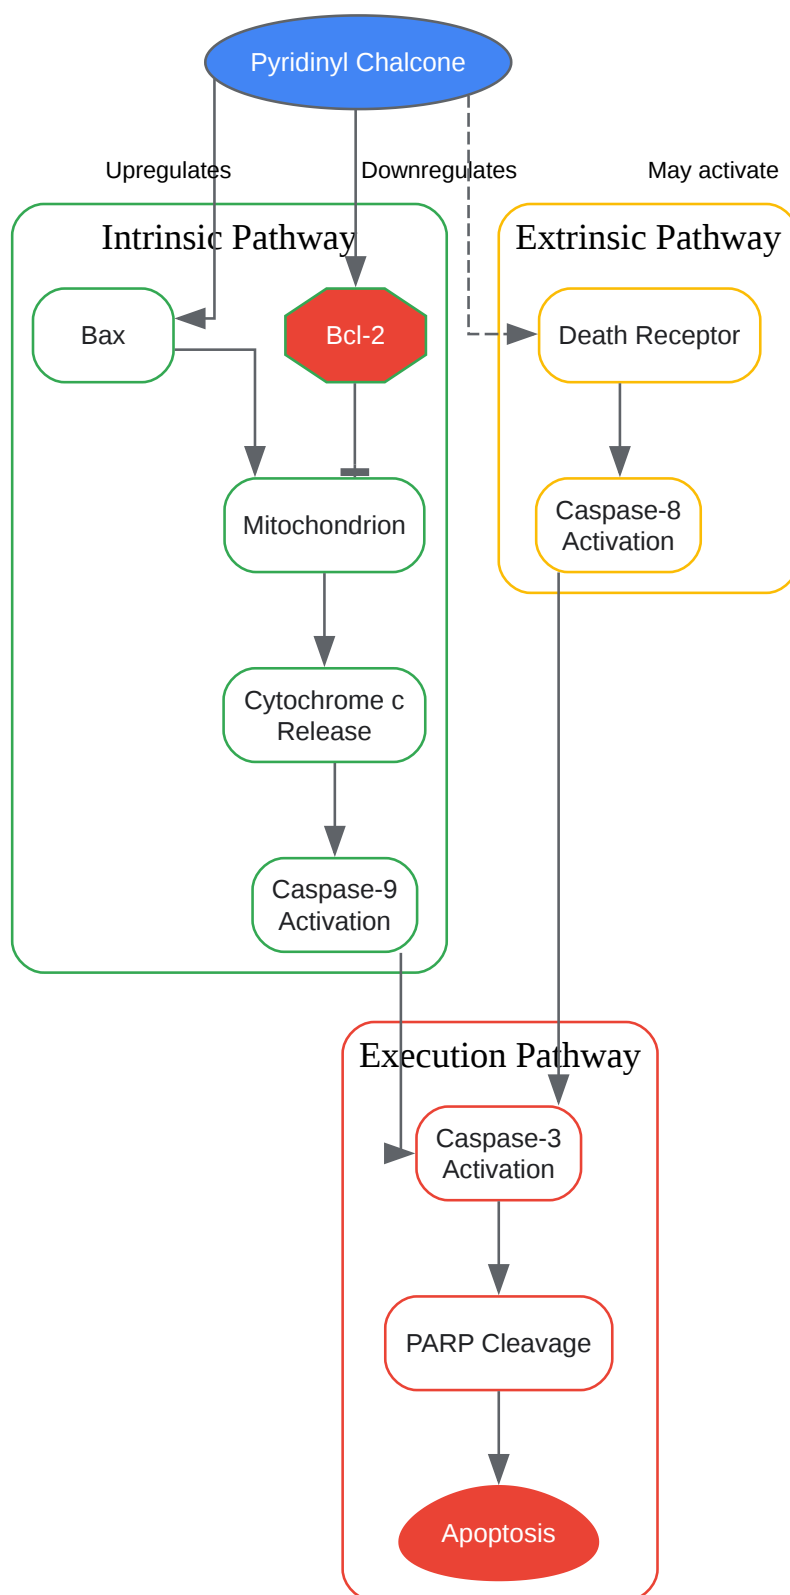 Pyridinyl Chalcone
Upregulates
Downregulates
May activate
Intrinsic Pathway
Extrinsic Pathway
Bax
Bcl-2
Death Receptor
Mitochondrion
Caspase-8
Activation
Cytochrome c
Release
Caspase-9
Activation
Execution Pathway
Caspase-3
Activation
PARP Cleavage
Apoptosis